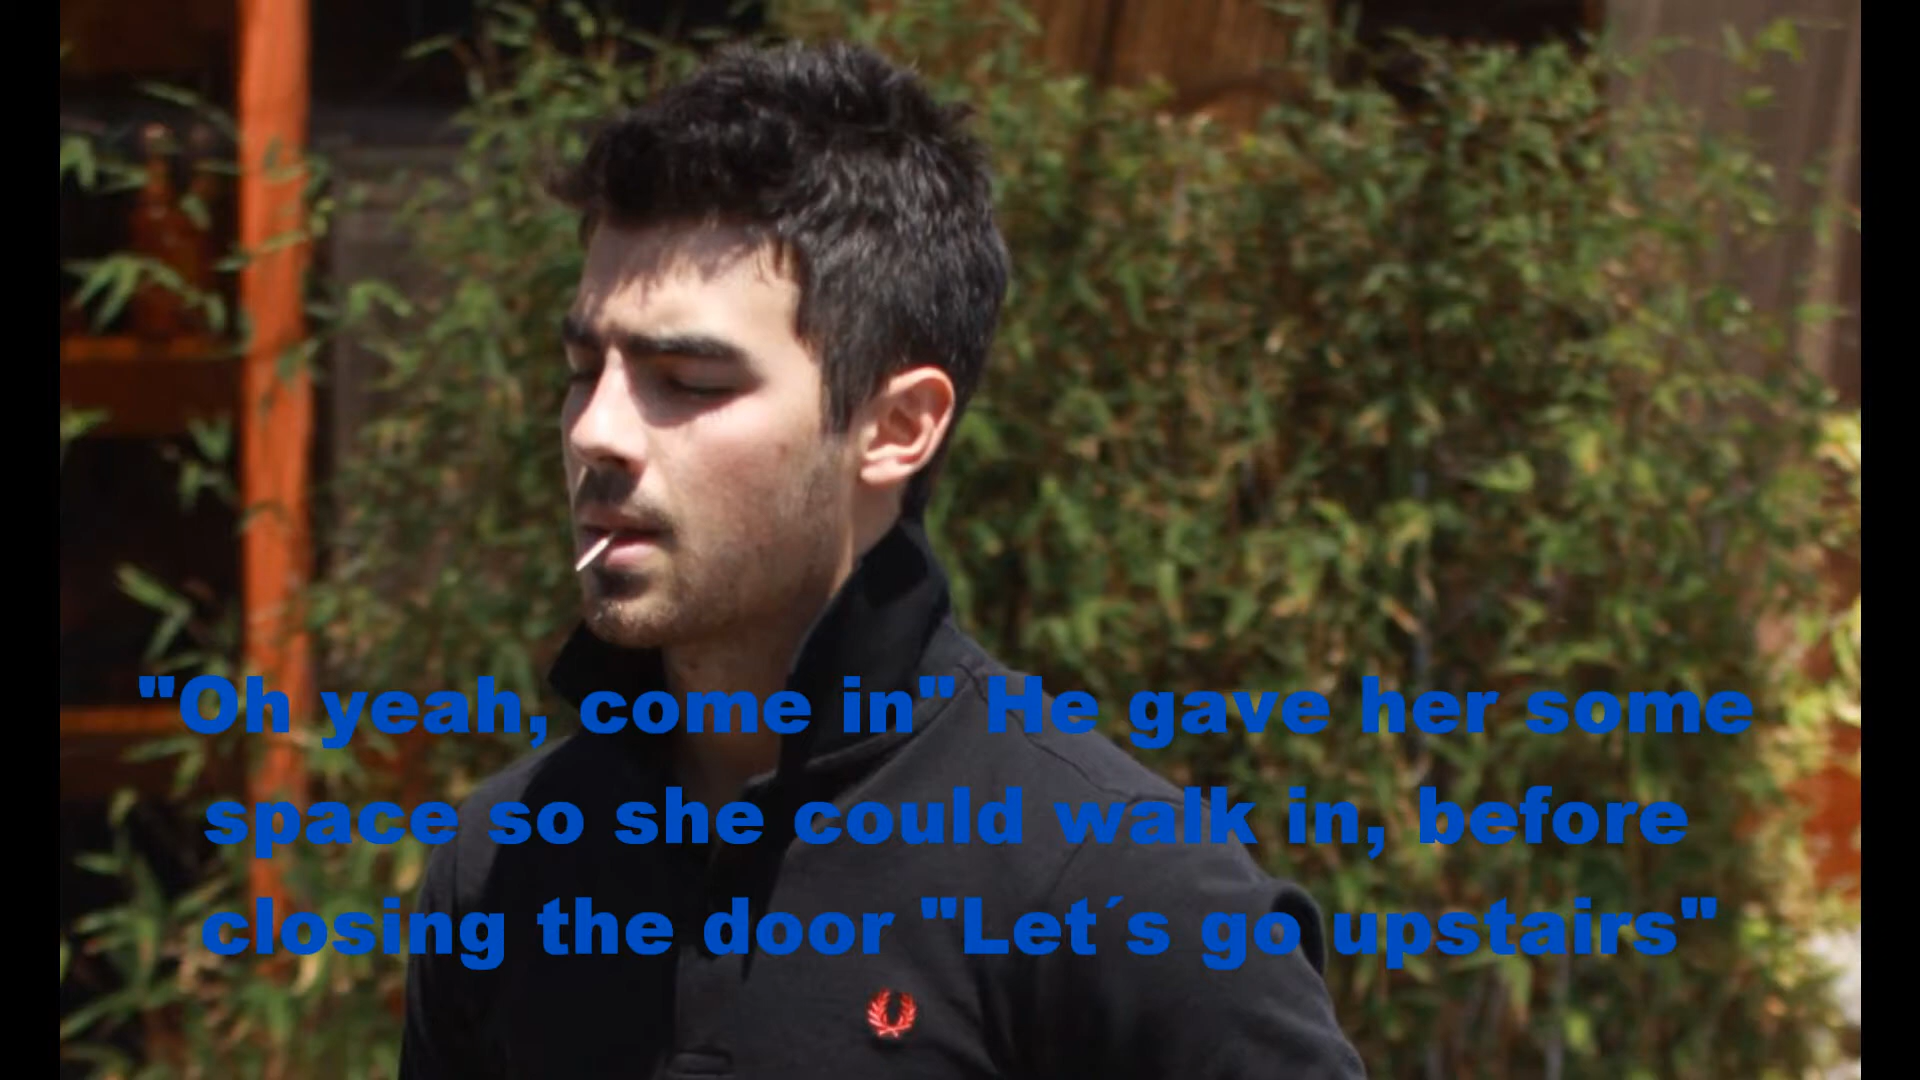 "Oh yeah, come in" He gave her some
space so she could walk in, before
closing the door "Let´s go upstairs"